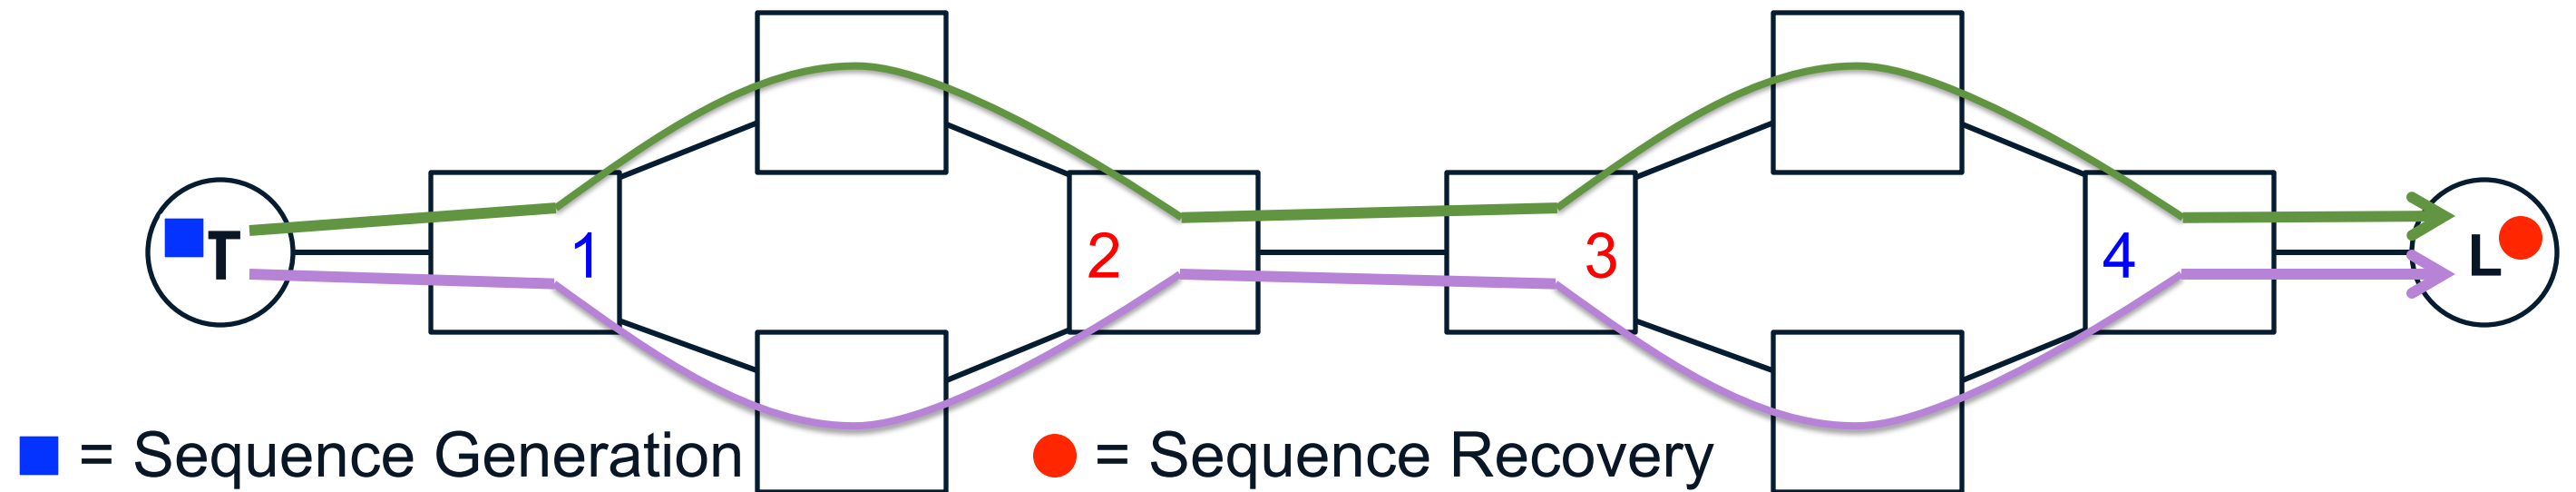 T 1 2 3 4 L
= Sequence Generation = Sequence Recovery